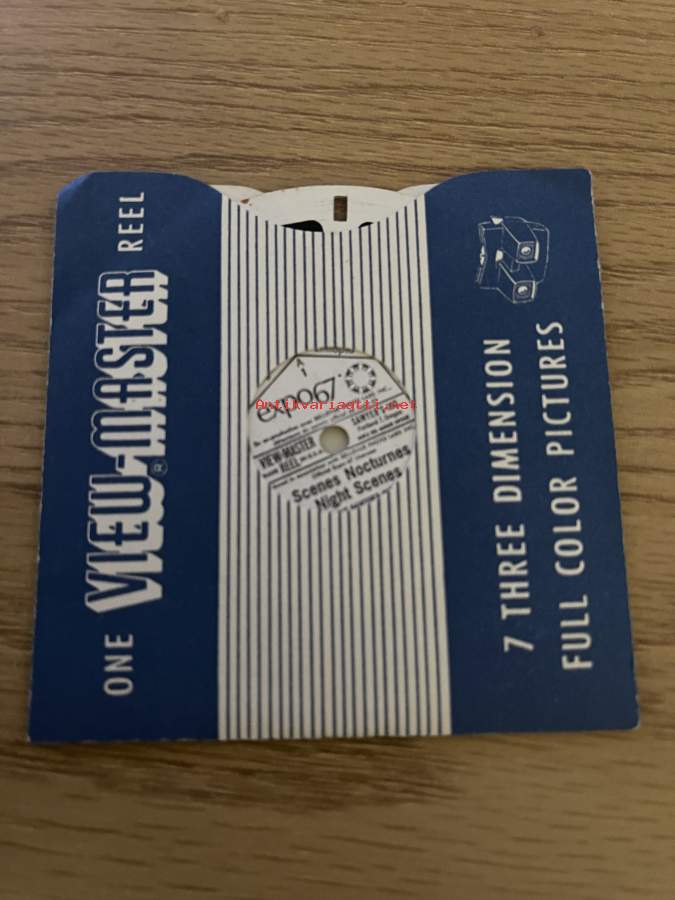 ONE VIEW-MASTER® REEL
expo67
Antikvariaatti.net
VIEW-MASTER
REEL
SAWYER'S
Scenes Nocturnes
Night Scenes
7 THREE DIMENSION
FULL COLOR PICTURES